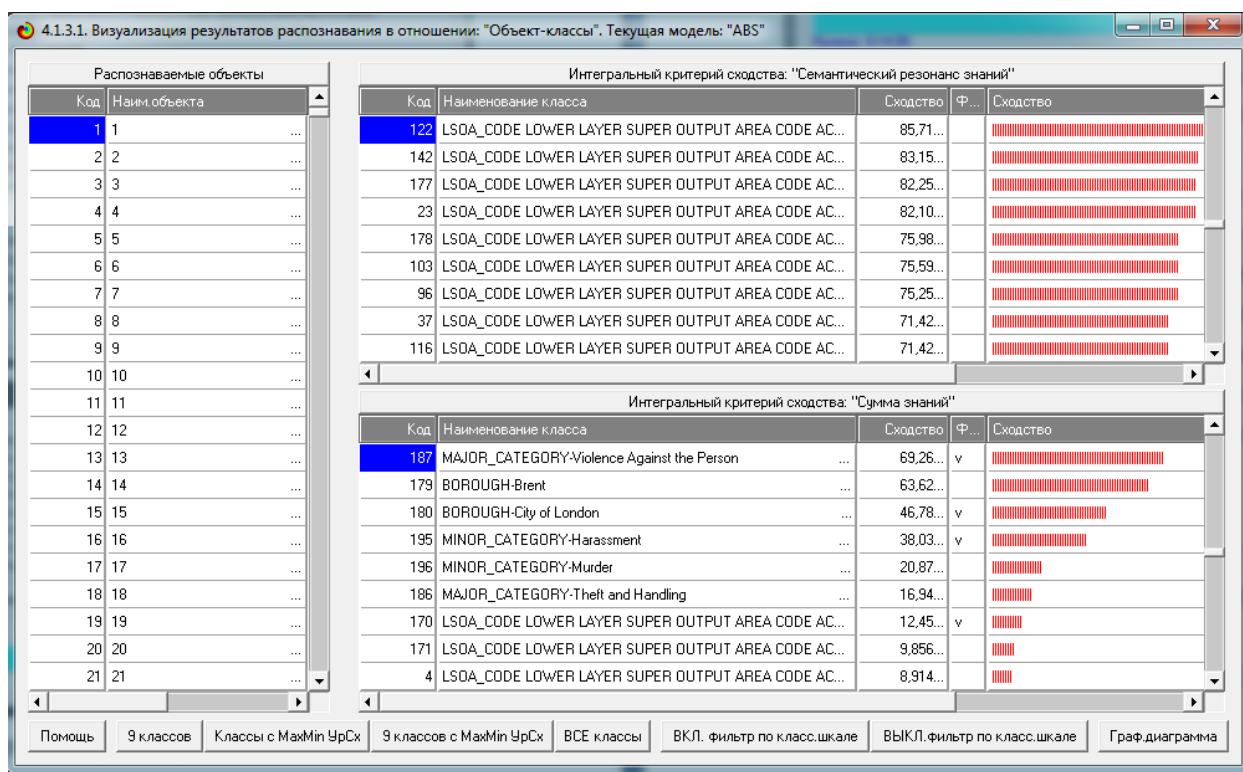 4.1.3.1. Визуализация результатов распознавания в отношении: "Объект-классы". Текущая модель: "ABS"
Распознаваемые объекты
Код Наим.объекта
1 1 ...
2 2 ...
3 3 ...
4 4 ...
5 5 ...
6 6 ...
7 7 ...
8 8 ...
9 9 ...
10 10 ...
11 11 ...
12 12 ...
13 13 ...
14 14 ...
15 15 ...
16 16 ...
17 17 ...
18 18 ...
19 19 ...
20 20 ...
21 21 ...
Интегральный критерий сходства: "Семантический резонанс знаний"
Код Наименование класса Сходство Ф... Сходство
122 LSOA_CODE LOWER LAYER SUPER OUTPUT AREA CODE AC... 85,71...
142 LSOA_CODE LOWER LAYER SUPER OUTPUT AREA CODE AC... 83,15...
177 LSOA_CODE LOWER LAYER SUPER OUTPUT AREA CODE AC... 82,25...
23 LSOA_CODE LOWER LAYER SUPER OUTPUT AREA CODE AC... 82,10...
178 LSOA_CODE LOWER LAYER SUPER OUTPUT AREA CODE AC... 75,98...
103 LSOA_CODE LOWER LAYER SUPER OUTPUT AREA CODE AC... 75,59...
96 LSOA_CODE LOWER LAYER SUPER OUTPUT AREA CODE AC... 75,25...
37 LSOA_CODE LOWER LAYER SUPER OUTPUT AREA CODE AC... 71,42...
116 LSOA_CODE LOWER LAYER SUPER OUTPUT AREA CODE AC... 71,42...
Интегральный критерий сходства: "Сумма знаний"
Код Наименование класса Сходство Ф... Сходство
187 MAJOR_CATEGORY-Violence Against the Person ... 69,26... v
179 BOROUGH-Brent ... 63,62...
180 BOROUGH-City of London ... 46,78... v
195 MINOR_CATEGORY-Harassment ... 38,03... v
196 MINOR_CATEGORY-Murder ... 20,87...
186 MAJOR_CATEGORY-Theft and Handling ... 16,94...
170 LSOA_CODE LOWER LAYER SUPER OUTPUT AREA CODE AC... 12,45... v
171 LSOA_CODE LOWER LAYER SUPER OUTPUT AREA CODE AC... 9,856...
4 LSOA_CODE LOWER LAYER SUPER OUTPUT AREA CODE AC... 8,914...
Помощь 9 классов Классы с MaxMin УрСх 9 классов с MaxMin УрСх ВСЕ классы ВКЛ. фильтр по класс.шкале ВЫКЛ.фильтр по класс.шкале Граф.диаграмма